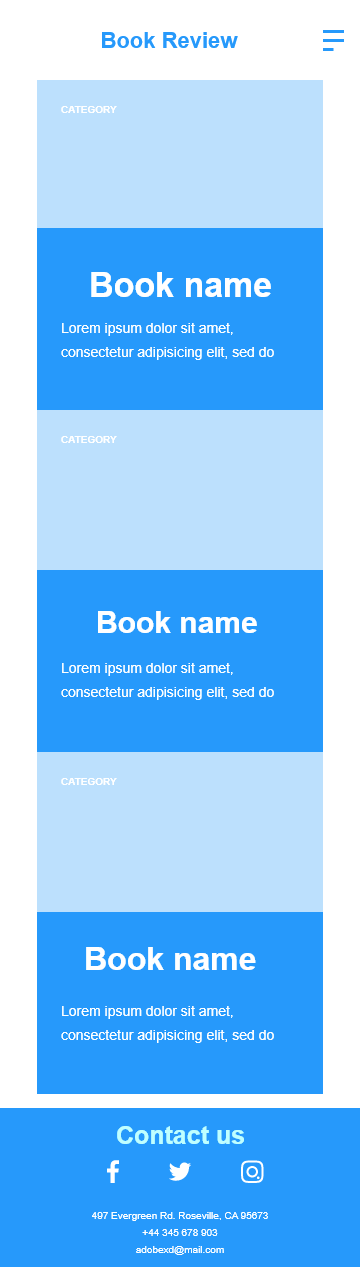 Book Review
CATEGORY
Book name
Lorem ipsum dolor sit amet,
consectetur adipisicing elit, sed do
CATEGORY
Book name
Lorem ipsum dolor sit amet,
consectetur adipisicing elit, sed do
CATEGORY
Book name
Lorem ipsum dolor sit amet,
consectetur adipisicing elit, sed do
Contact us
497 Evergreen Rd. Roseville, CA 95673
+44 345 678 903
adobexd@mail.com